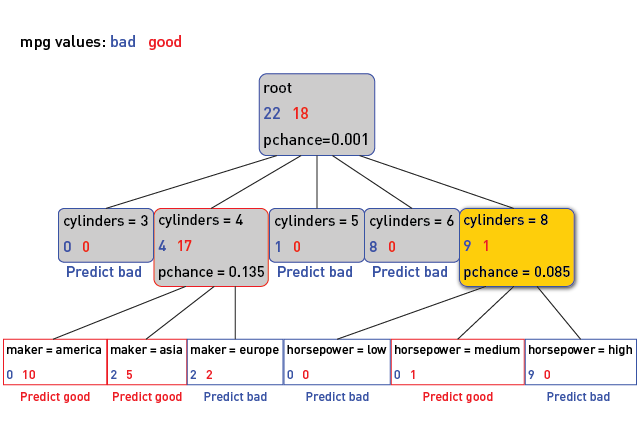 mpg values: bad good
root
22 18
pchance=0.001
cylinders = 3
0 0
Predict bad
cylinders = 4
4 17
pchance = 0.135
cylinders = 5
1 0
Predict bad
cylinders = 6
8 0
Predict bad
cylinders = 8
9 1
pchance = 0.085
maker = america
0 10
Predict good
maker = asia
2 5
Predict good
maker = europe
2 2
Predict bad
horsepower = low
0 0
Predict bad
horsepower = medium
0 1
Predict good
horsepower = high
9 0
Predict bad